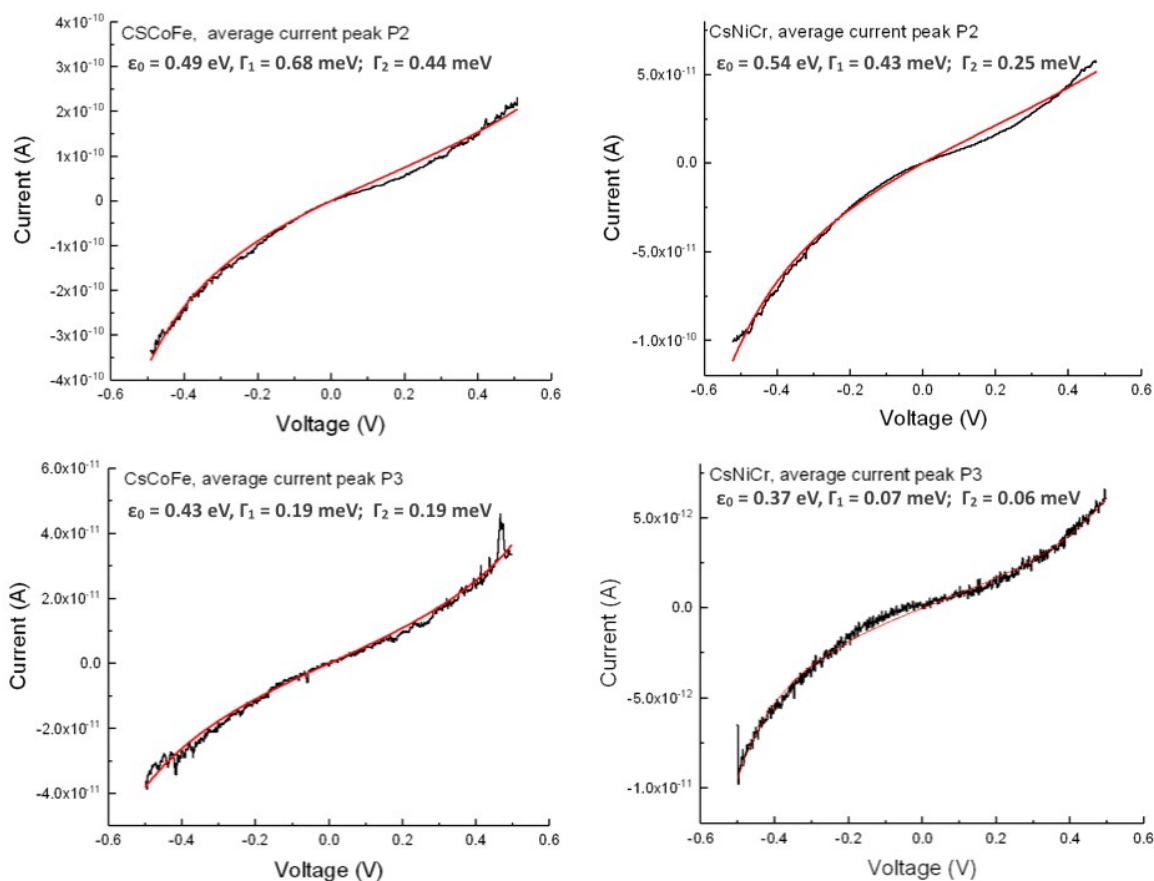 CSCoFe, average current peak P2
ε₀ = 0.49 eV, Γ₁ = 0.68 meV; Γ₂ = 0.44 meV
4x10⁻¹⁰
3x10⁻¹⁰
2x10⁻¹⁰
1x10⁻¹⁰
0
-1x10⁻¹⁰
-2x10⁻¹⁰
-3x10⁻¹⁰
-4x10⁻¹⁰
Current (A)
-0.6 -0.4 -0.2 0.0 0.2 0.4 0.6
Voltage (V)
CsNiCr, average current peak P2
ε₀ = 0.54 eV, Γ₁ = 0.43 meV; Γ₂ = 0.25 meV
5.0x10⁻¹¹
0.0
-5.0x10⁻¹¹
-1.0x10⁻¹⁰
Current (A)
-0.6 -0.4 -0.2 0.0 0.2 0.4 0.6
Voltage (V)
CsCoFe, average current peak P3
ε₀ = 0.43 eV, Γ₁ = 0.19 meV; Γ₂ = 0.19 meV
6.0x10⁻¹¹
4.0x10⁻¹¹
2.0x10⁻¹¹
0.0
-2.0x10⁻¹¹
-4.0x10⁻¹¹
Current (A)
-0.6 -0.4 -0.2 0.0 0.2 0.4 0.6
Voltage (V)
CsNiCr, average current peak P3
ε₀ = 0.37 eV, Γ₁ = 0.07 meV; Γ₂ = 0.06 meV
5.0x10⁻¹²
0.0
-5.0x10⁻¹²
-1.0x10⁻¹¹
Current (A)
-0.6 -0.4 -0.2 0.0 0.2 0.4 0.6
Voltage (V)